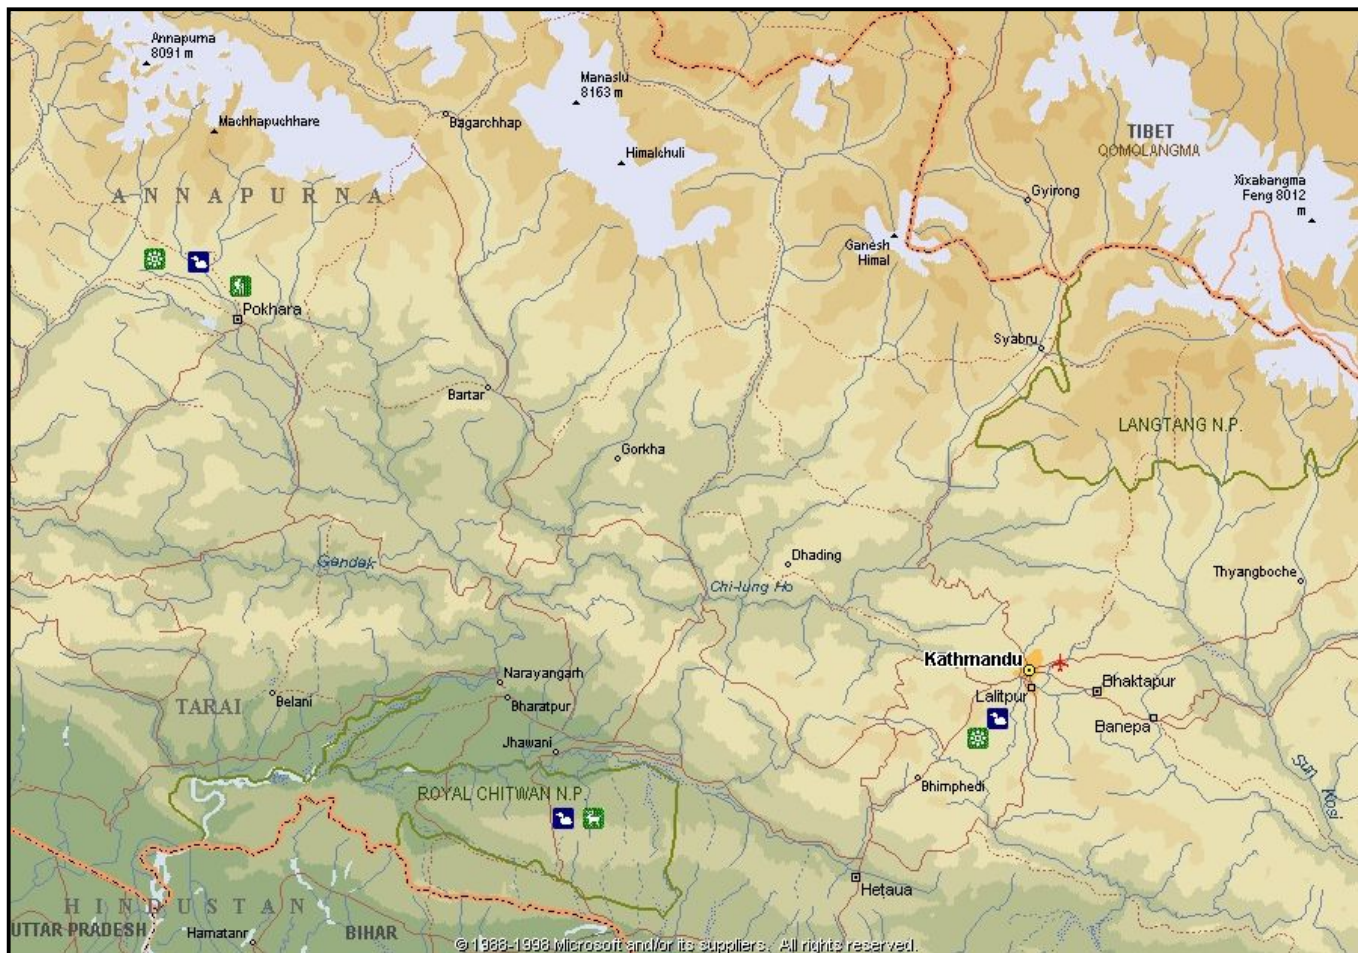 Annapurna
8091 m
Machhapuchhare
Bagarchhap
Manaslu
8163 m
Himalchuli
TIBET
QOMOLANGMA
Xixabangma
Feng 8012
m
Gyirong
ANNAPURNA
Ganesh
Himal
Pokhara
Syabru
Bartar
LANGTANG N.P.
Gorkha
Gandak
Dhading
Chi-lung Ho
Thyangboche
Kathmandu
Narayangarh
Belani
TARAI
Bharatpur
Lalitpur
Bhaktapur
Banepa
Jhawani
Sun Kosi
Bhimphedi
ROYAL CHITWAN N.P.
Hetaua
HINDUSTAN
UTTAR PRADESH
Hamatanr
BIHAR
© 1988-1998 Microsoft and/or its suppliers. All rights reserved.